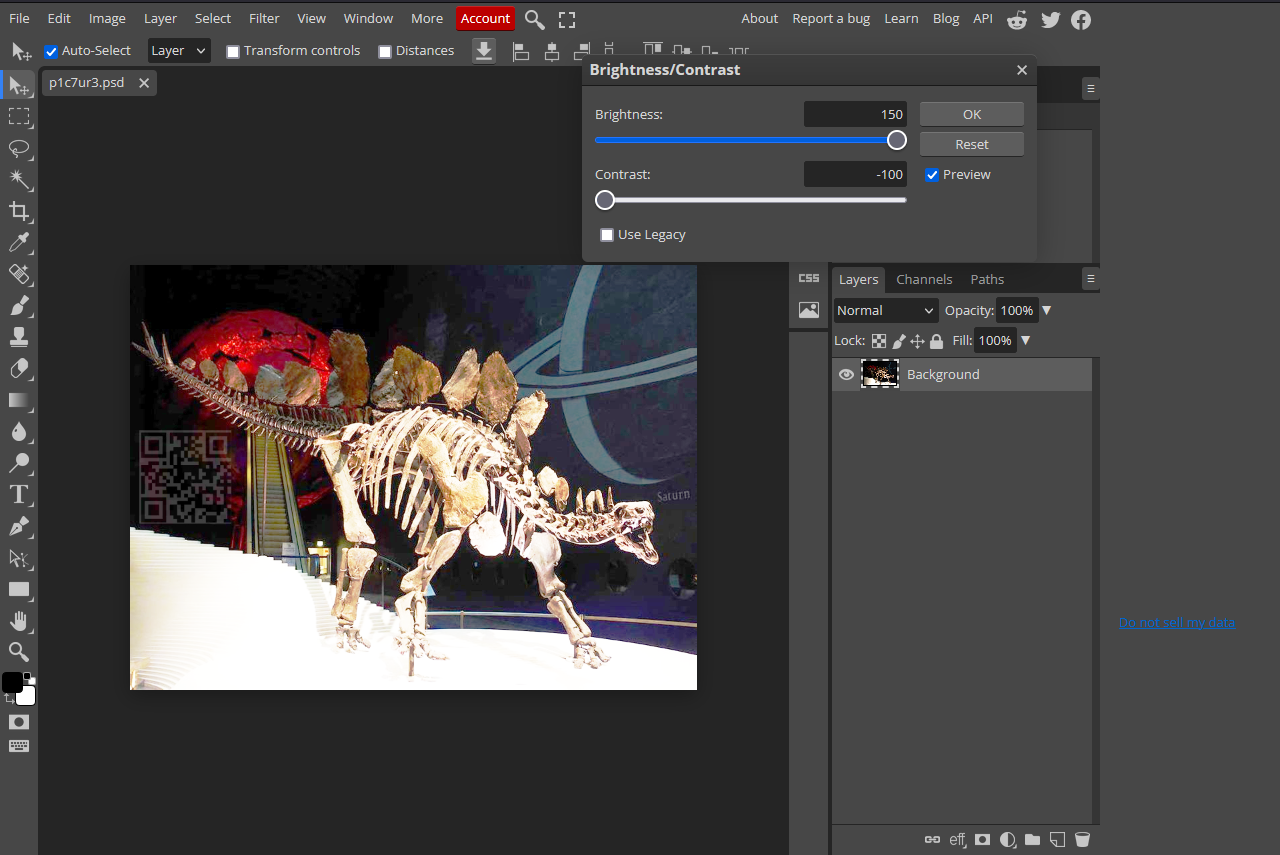 File Edit Image Layer Select Filter View Window More Account About Report a bug Learn Blog API
Auto-Select Layer Transform controls Distances
p1c7ur3.psd
Brightness/Contrast
Brightness: 150 OK
Reset
Contrast: -100 Preview
Use Legacy
CSS
Layers Channels Paths
Normal Opacity: 100%
Lock: Fill: 100%
Background
Saturn
Do not sell my data
eff